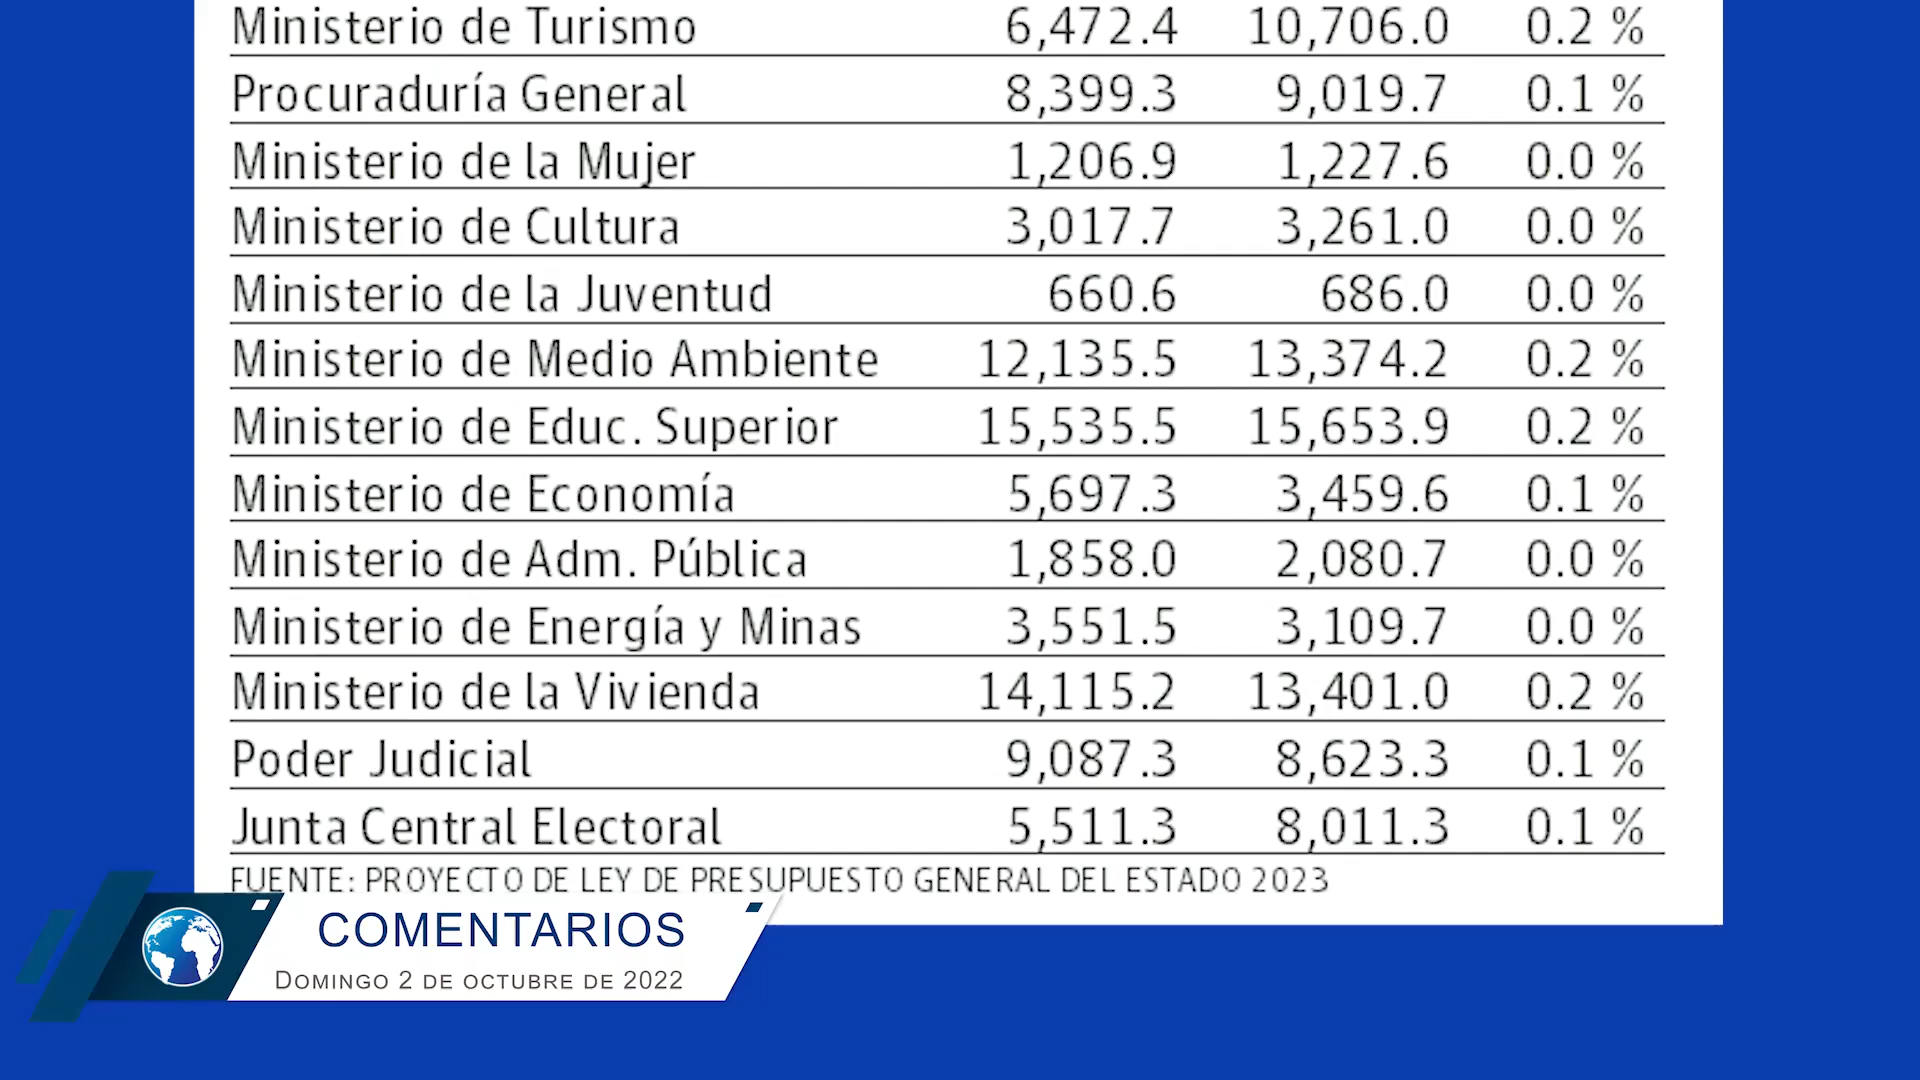 Ministerio de Turismo 6,472.4 10,706.0 0.2 %
Procuraduría General 8,399.3 9,019.7 0.1 %
Ministerio de la Mujer 1,206.9 1,227.6 0.0 %
Ministerio de Cultura 3,017.7 3,261.0 0.0 %
Ministerio de la Juventud 660.6 686.0 0.0 %
Ministerio de Medio Ambiente 12,135.5 13,374.2 0.2 %
Ministerio de Educ. Superior 15,535.5 15,653.9 0.2 %
Ministerio de Economía 5,697.3 3,459.6 0.1 %
Ministerio de Adm. Pública 1,858.0 2,080.7 0.0 %
Ministerio de Energía y Minas 3,551.5 3,109.7 0.0 %
Ministerio de la Vivienda 14,115.2 13,401.0 0.2 %
Poder Judicial 9,087.3 8,623.3 0.1 %
Junta Central Electoral 5,511.3 8,011.3 0.1 %
FUENTE: PROYECTO DE LEY DE PRESUPUESTO GENERAL DEL ESTADO 2023
COMENTARIOS
DOMINGO 2 DE OCTUBRE DE 2022